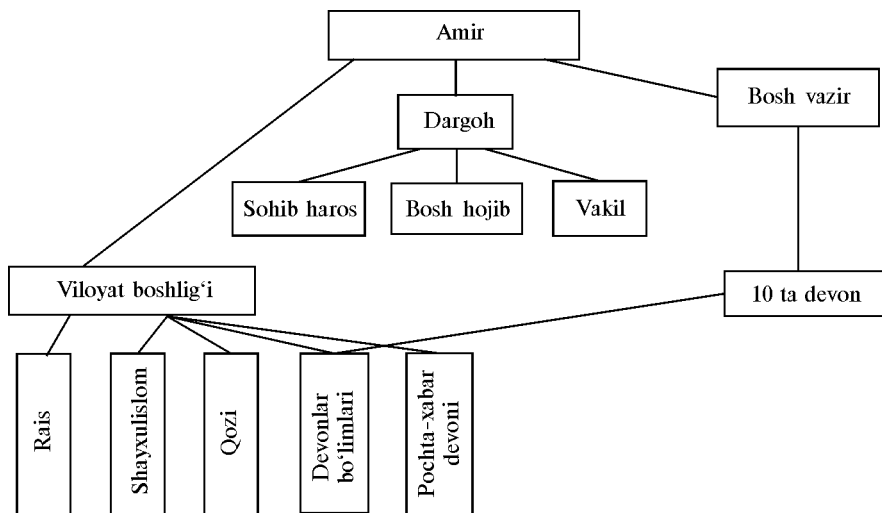 Amir
Bosh vazir
Dargoh
Sohib haros
Bosh hojib
Vakil
Viloyat boshlig‘i
10 ta devon
Rais
Shayxulislom
Qozi
Devonlar
bo‘limlari
Pochta-xabar
devoni